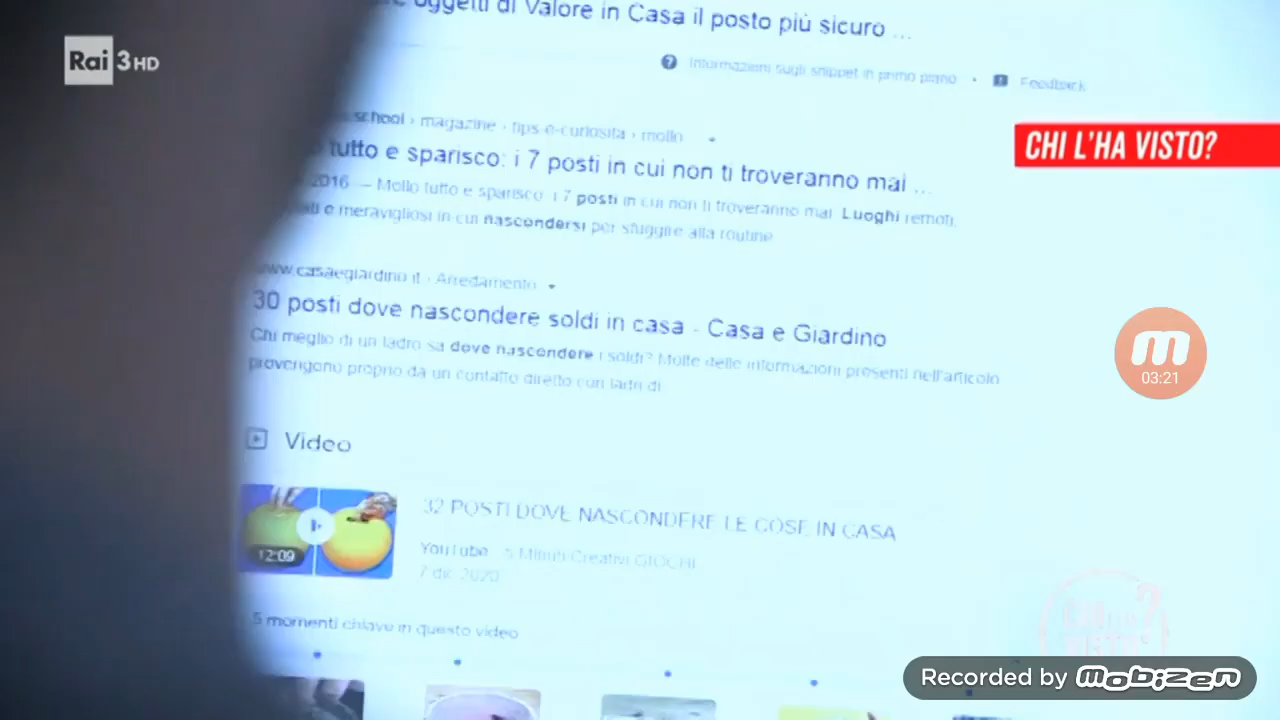 oggetti di Valore in Casa il posto più sicuro ...
Rai 3HD
Informazioni sugli snippet in primo piano · Feedback
school › magazine › tips-e-curiosita › mollo
CHI L'HA VISTO?
tutto e sparisco: i 7 posti in cui non ti troveranno mai ...
2016 — Mollo tutto e sparisco: i 7 posti in cui non ti troveranno mai. Luoghi remoti,
e meravigliosi in cui nascondersi per sfuggire alla routine
www.casaegiardino.it › Arredamento
30 posti dove nascondere soldi in casa - Casa e Giardino
Chi meglio di un ladro sa dove nascondere i soldi? Molte delle informazioni presenti nell'articolo
provengono proprio da un contatto diretto con ladri di
03:21
Video
32 POSTI DOVE NASCONDERE LE COSE IN CASA
12:09
YouTube · 5 Minuti Creativi GIOCHI
7 dic 2020
5 momenti chiave in questo video
CHI L'HA VISTO?
Recorded by mobizen